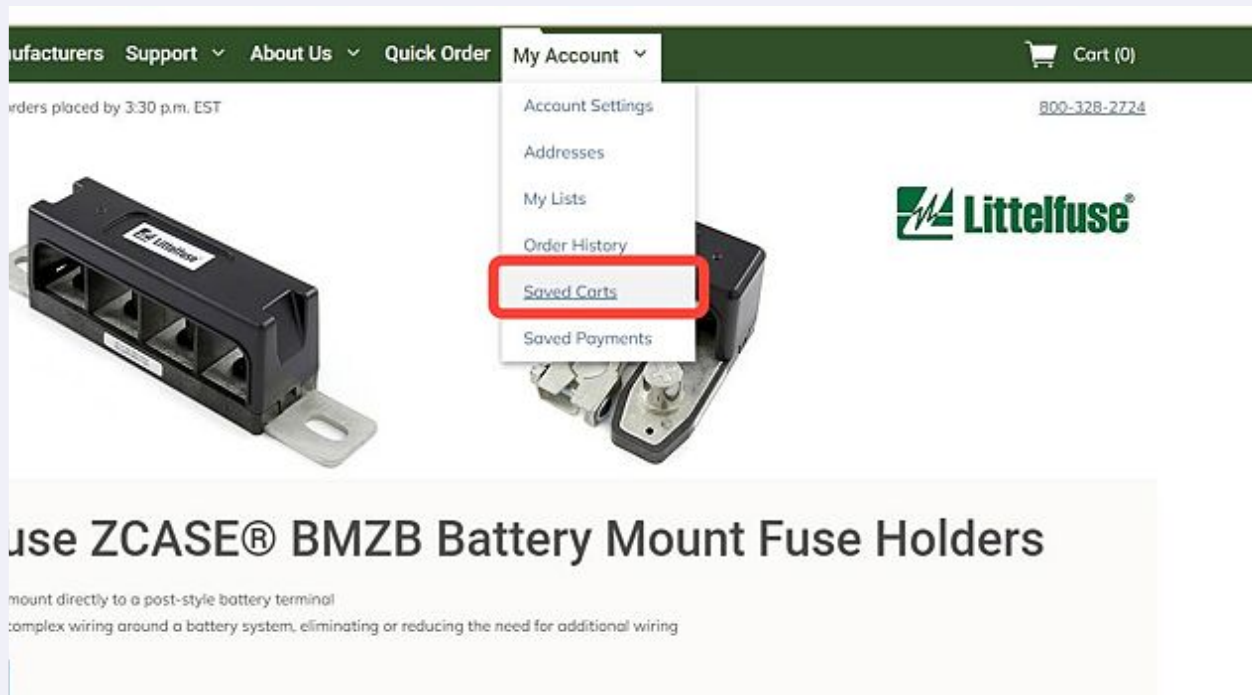 ufacturers Support About Us Quick Order My Account Cart (0)
orders placed by 3:30 p.m. EST
800-328-2724
Account Settings
Addresses
My Lists
Order History
Saved Carts
Saved Payments
Littelfuse®
Littelfuse
use ZCASE® BMZB Battery Mount Fuse Holders
mount directly to a post-style battery terminal
complex wiring around a battery system, eliminating or reducing the need for additional wiring